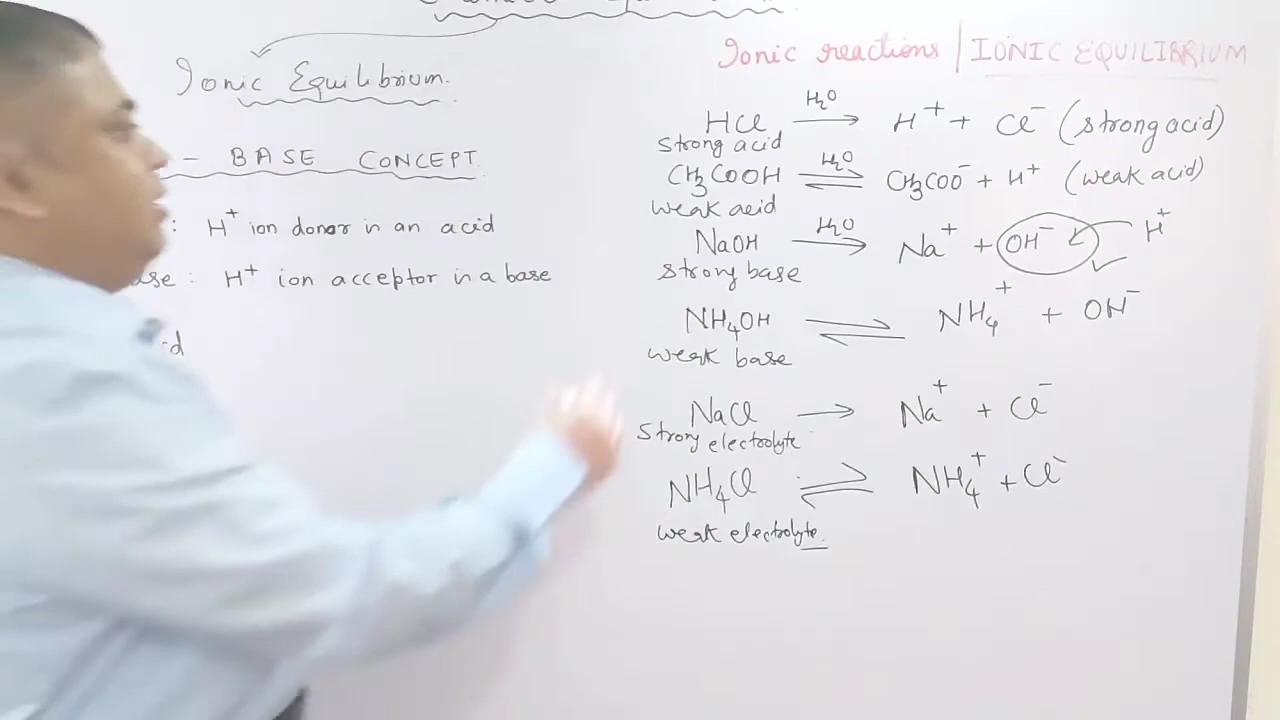 Ionic Equilibrium.
- BASE CONCEPT
: H⁺ ion donor in an acid
: H⁺ ion acceptor in a base
Ionic reactions | IONIC EQUILIBRIUM
HCl —H₂O→ H⁺ + Cl⁻ (strong acid)
strong acid
CH₃COOH ⇌ H₂O CH₃COO⁻ + H⁺ (weak acid)
weak acid
NaOH —H₂O→ Na⁺ + OH⁻ ← H⁺ ✓
strong base
NH₄OH ⇌ NH₄⁺ + OH⁻
weak base
NaCl → Na⁺ + Cl⁻
Strong electrolyte
NH₄Cl ⇌ NH₄⁺ + Cl⁻
weak electrolyte.